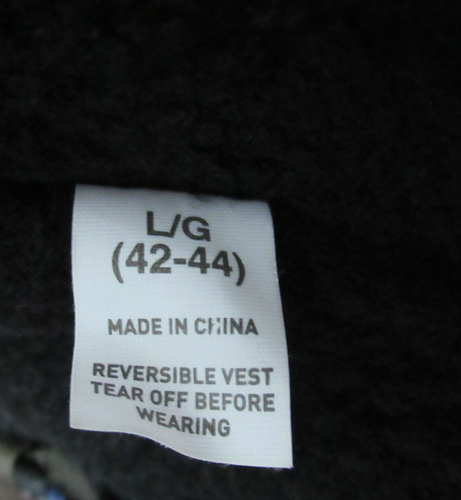 L/G
(42-44)
MADE IN CHINA
REVERSIBLE VEST
TEAR OFF BEFORE
WEARING